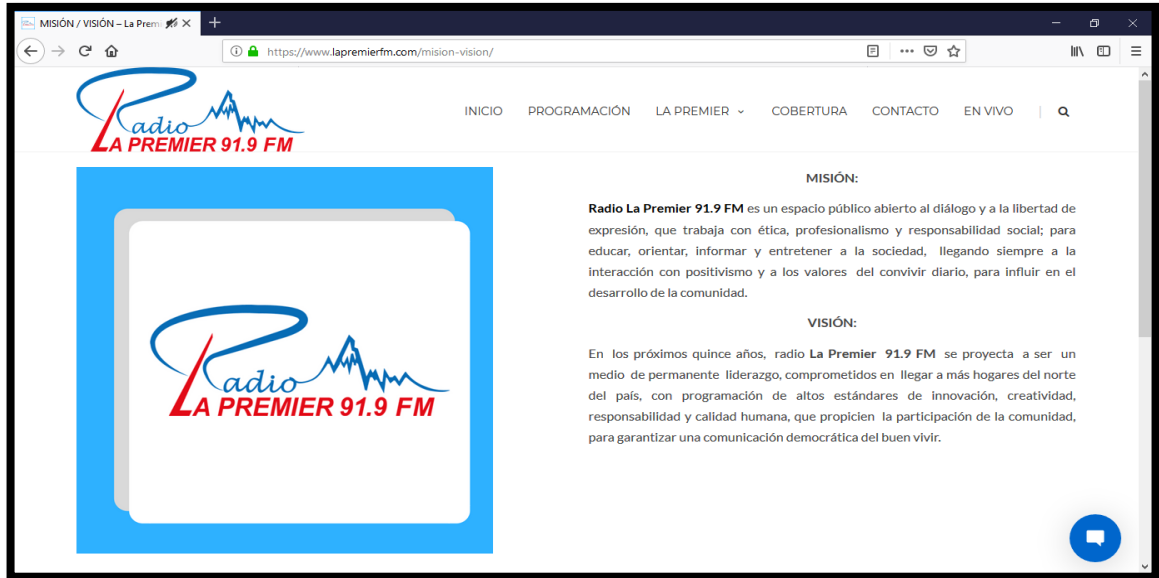 MISIÓN / VISIÓN – La Premi
https://www.lapremierfm.com/mision-vision/
Radio
LA PREMIER 91.9 FM
INICIO PROGRAMACIÓN LA PREMIER COBERTURA CONTACTO EN VIVO
Radio
LA PREMIER 91.9 FM
MISIÓN:
Radio La Premier 91.9 FM es un espacio público abierto al diálogo y a la libertad de
expresión, que trabaja con ética, profesionalismo y responsabilidad social; para
educar, orientar, informar y entretener a la sociedad, llegando siempre a la
interacción con positivismo y a los valores del convivir diario, para influir en el
desarrollo de la comunidad.
VISIÓN:
En los próximos quince años, radio La Premier 91.9 FM se proyecta a ser un
medio de permanente liderazgo, comprometidos en llegar a más hogares del norte
del país, con programación de altos estándares de innovación, creatividad,
responsabilidad y calidad humana, que propicien la participación de la comunidad,
para garantizar una comunicación democrática del buen vivir.